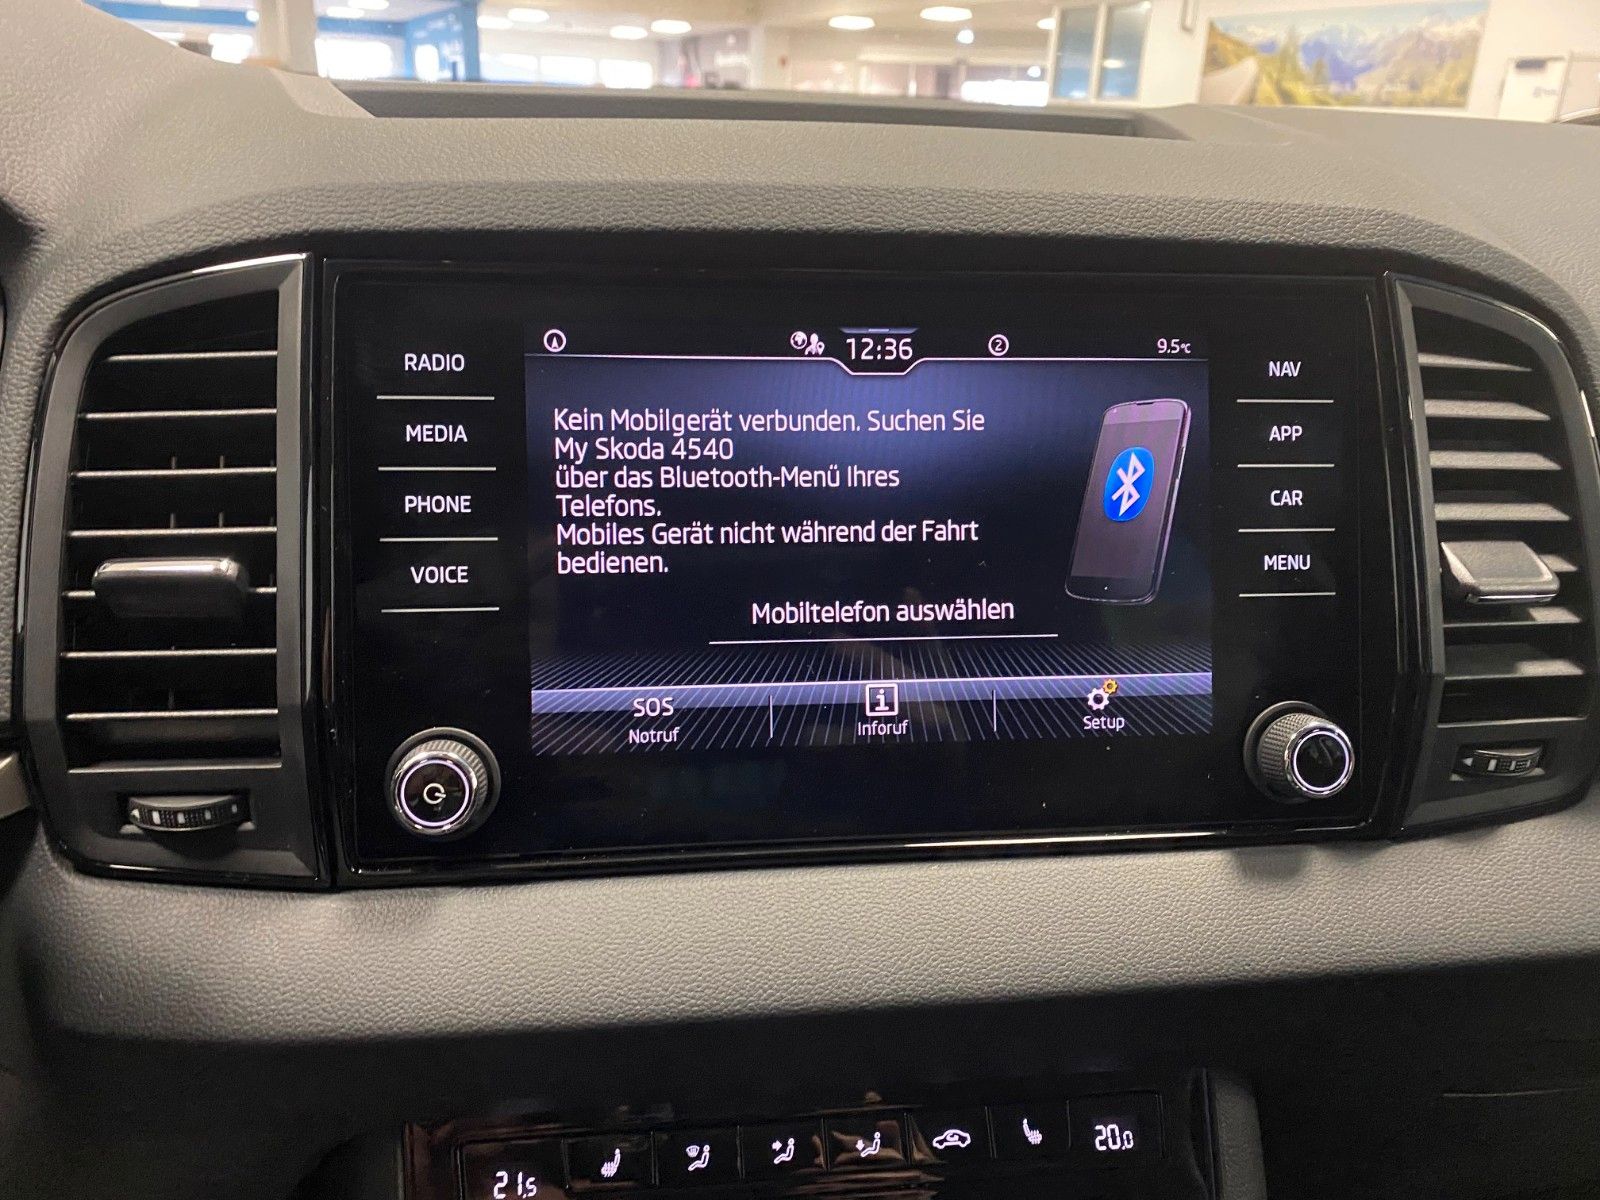 RADIO
MEDIA
PHONE
VOICE
12:36
2
9.5°C
Kein Mobilgerät verbunden. Suchen Sie
My Skoda 4540
über das Bluetooth-Menü Ihres
Telefons.
Mobiles Gerät nicht während der Fahrt
bedienen.
Mobiltelefon auswählen
SOS
Notruf
i
Inforuf
Setup
NAV
APP
CAR
MENU
21.5
20.0